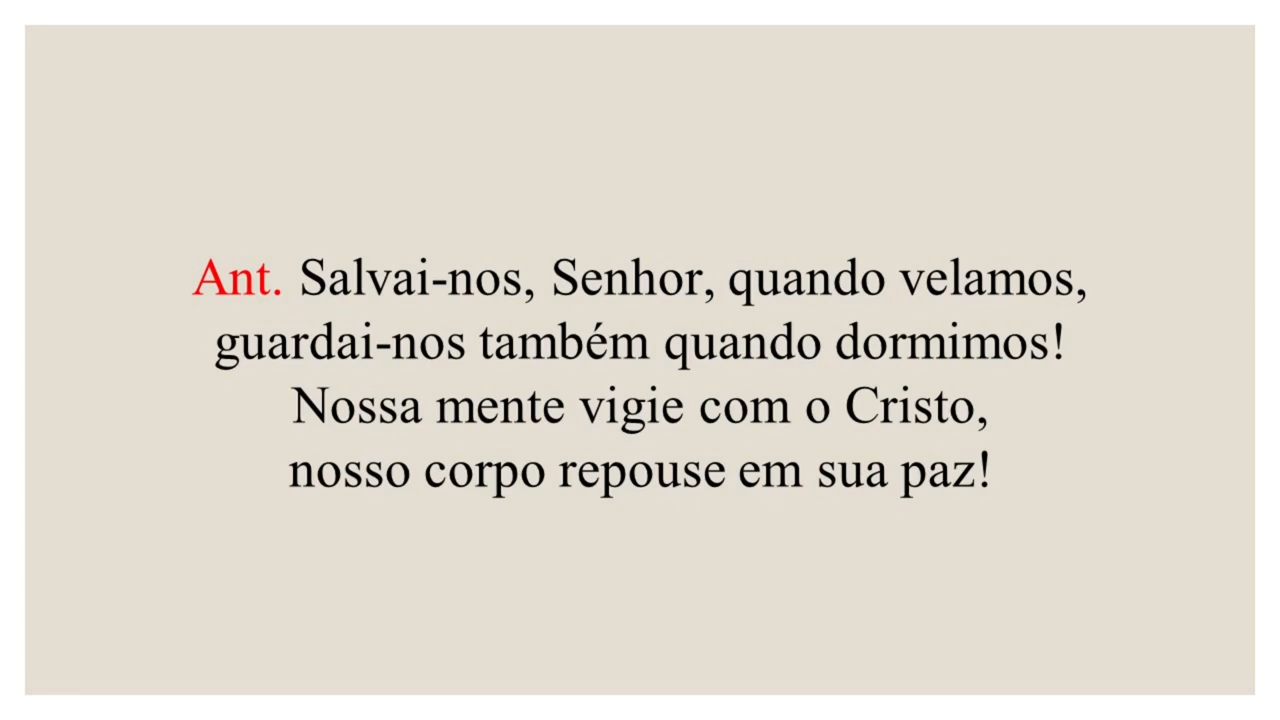 Ant. Salvai-nos, Senhor, quando velamos,
guardai-nos também quando dormimos!
Nossa mente vigie com o Cristo,
nosso corpo repouse em sua paz!